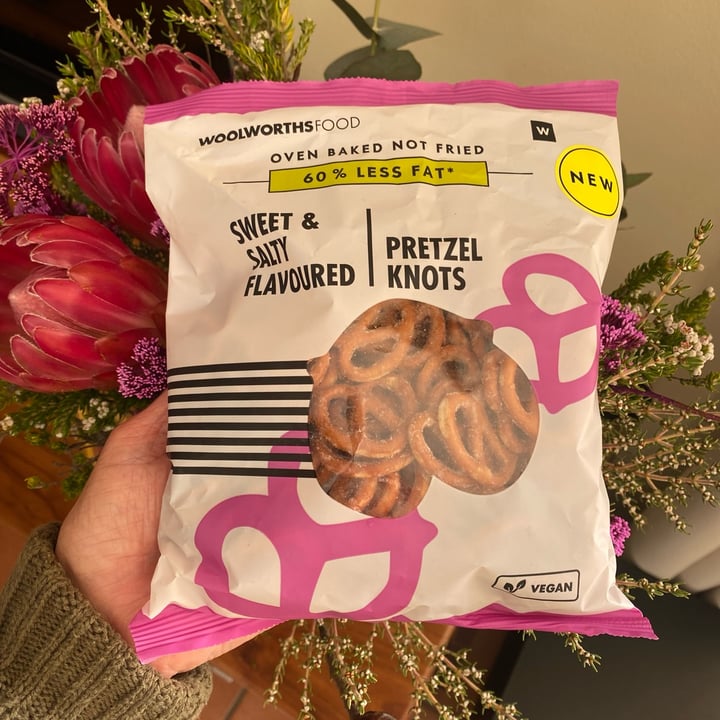 WOOLWORTHSFOOD
W
OVEN BAKED NOT FRIED
60% LESS FAT*
NEW
SWEET &
SALTY
FLAVOURED
PRETZEL
KNOTS
VEGAN